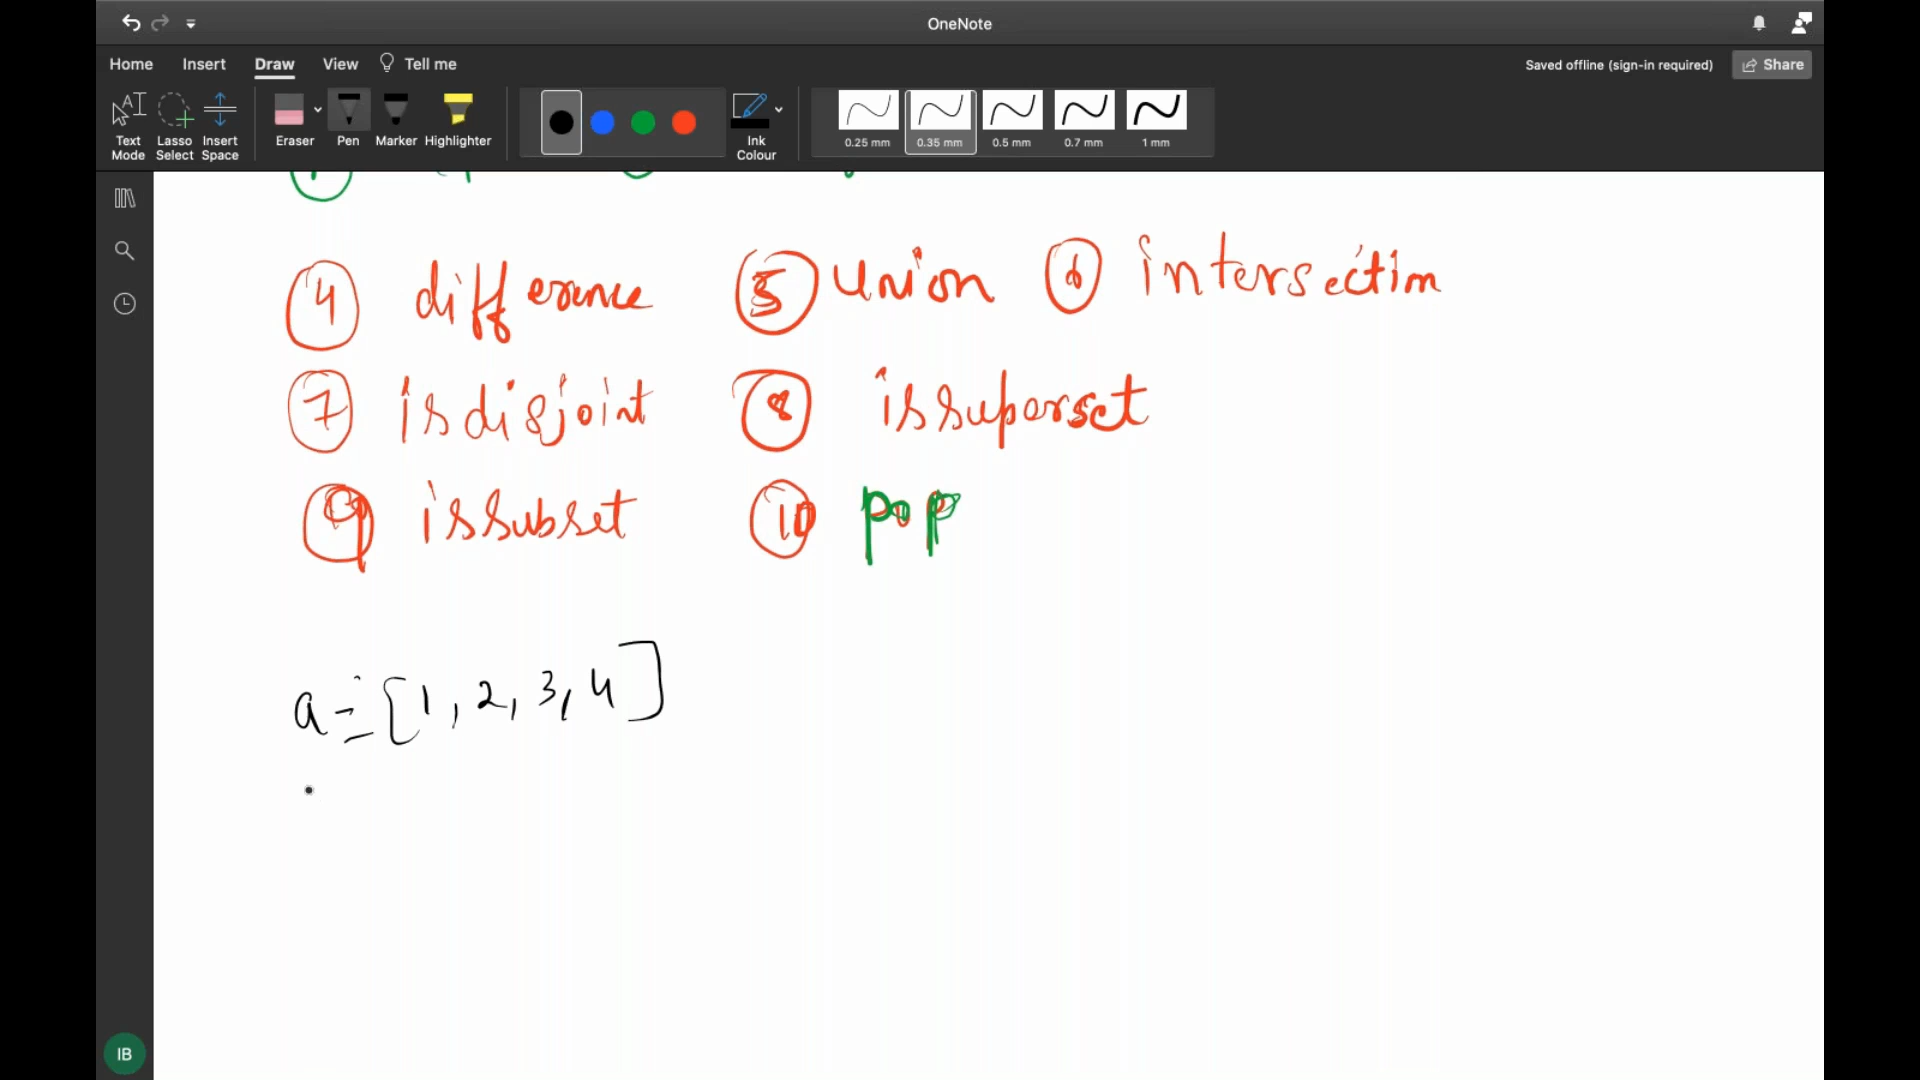 OneNote
Home Insert Draw View Tell me
Saved offline (sign-in required) Share
Text Mode Lasso Select Insert Space Eraser Pen Marker Highlighter Ink Colour 0.25 mm 0.35 mm 0.5 mm 0.7 mm 1 mm
4 difference 5 union 6 intersection
7 isdisjoint 8 issuperset
9 issubset 10 pop
a = [1, 2, 3, 4]
IB